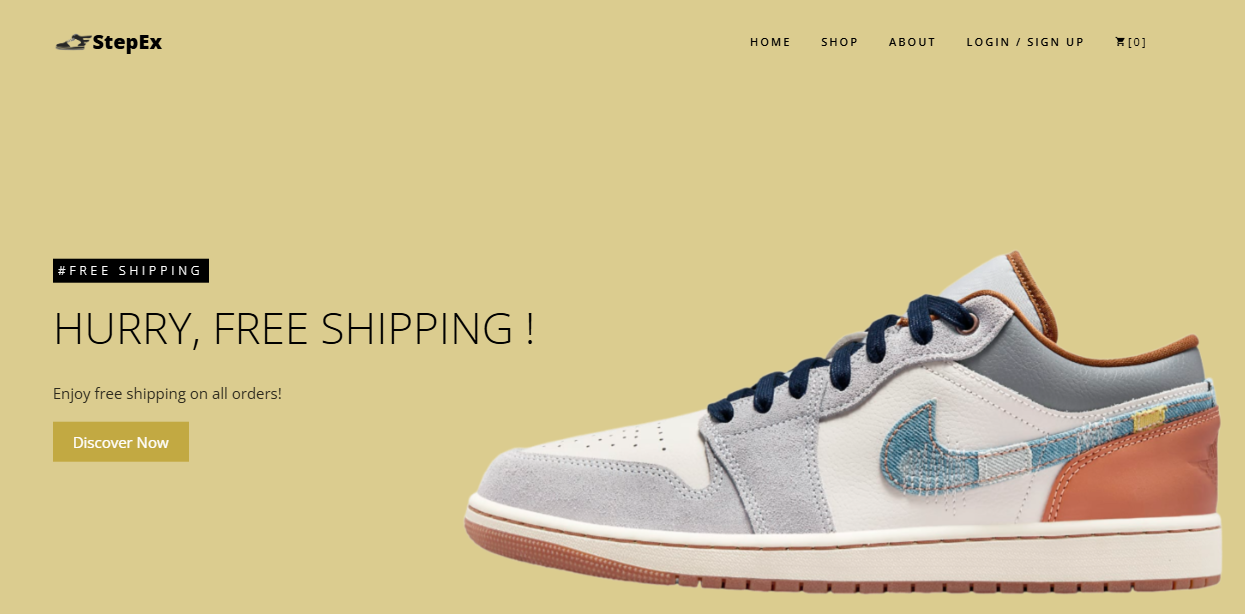 StepEx
HOME SHOP ABOUT LOGIN / SIGN UP [0]
#FREE SHIPPING
HURRY, FREE SHIPPING !
Enjoy free shipping on all orders!
Discover Now